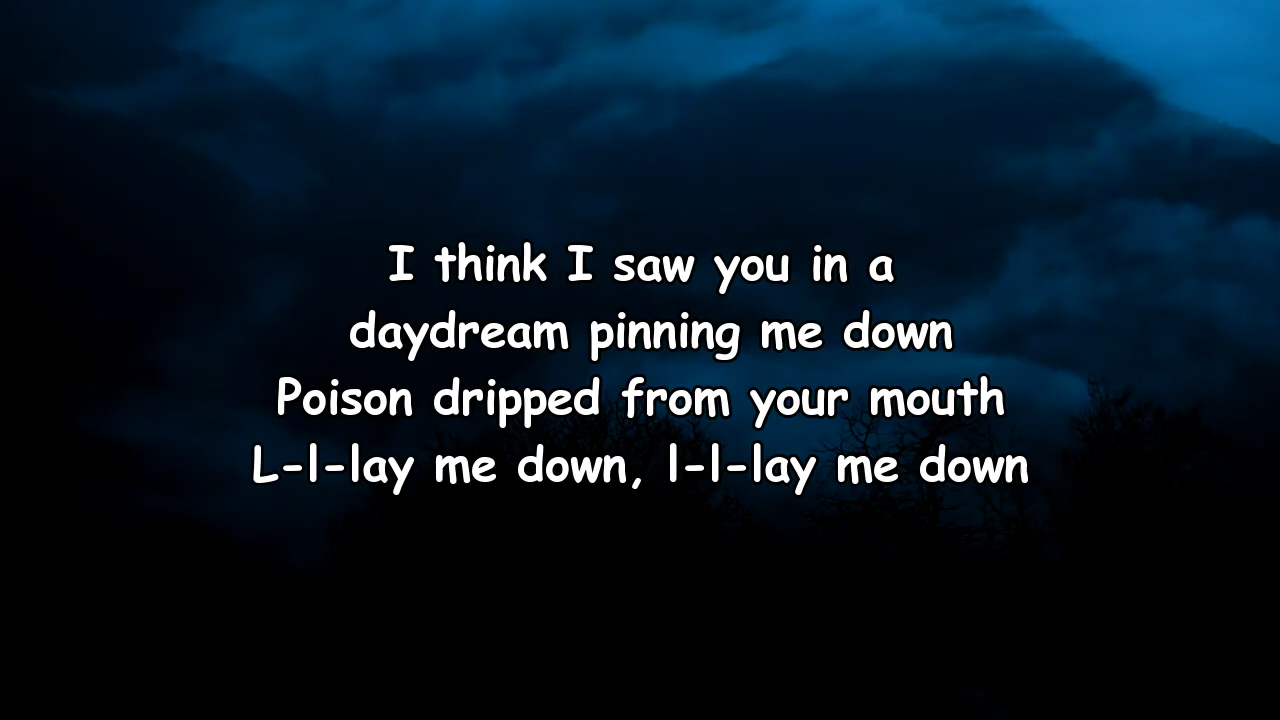 I think I saw you in a
daydream pinning me down
Poison dripped from your mouth
L-l-lay me down, l-l-lay me down